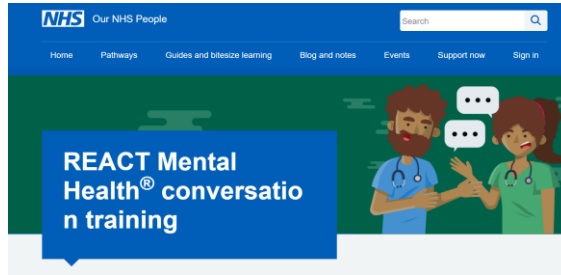 NHS Our NHS People
Search
Home Pathways Guides and bitesize learning Blog and notes Events Support now Sign in
REACT Mental
Health® conversatio
n training